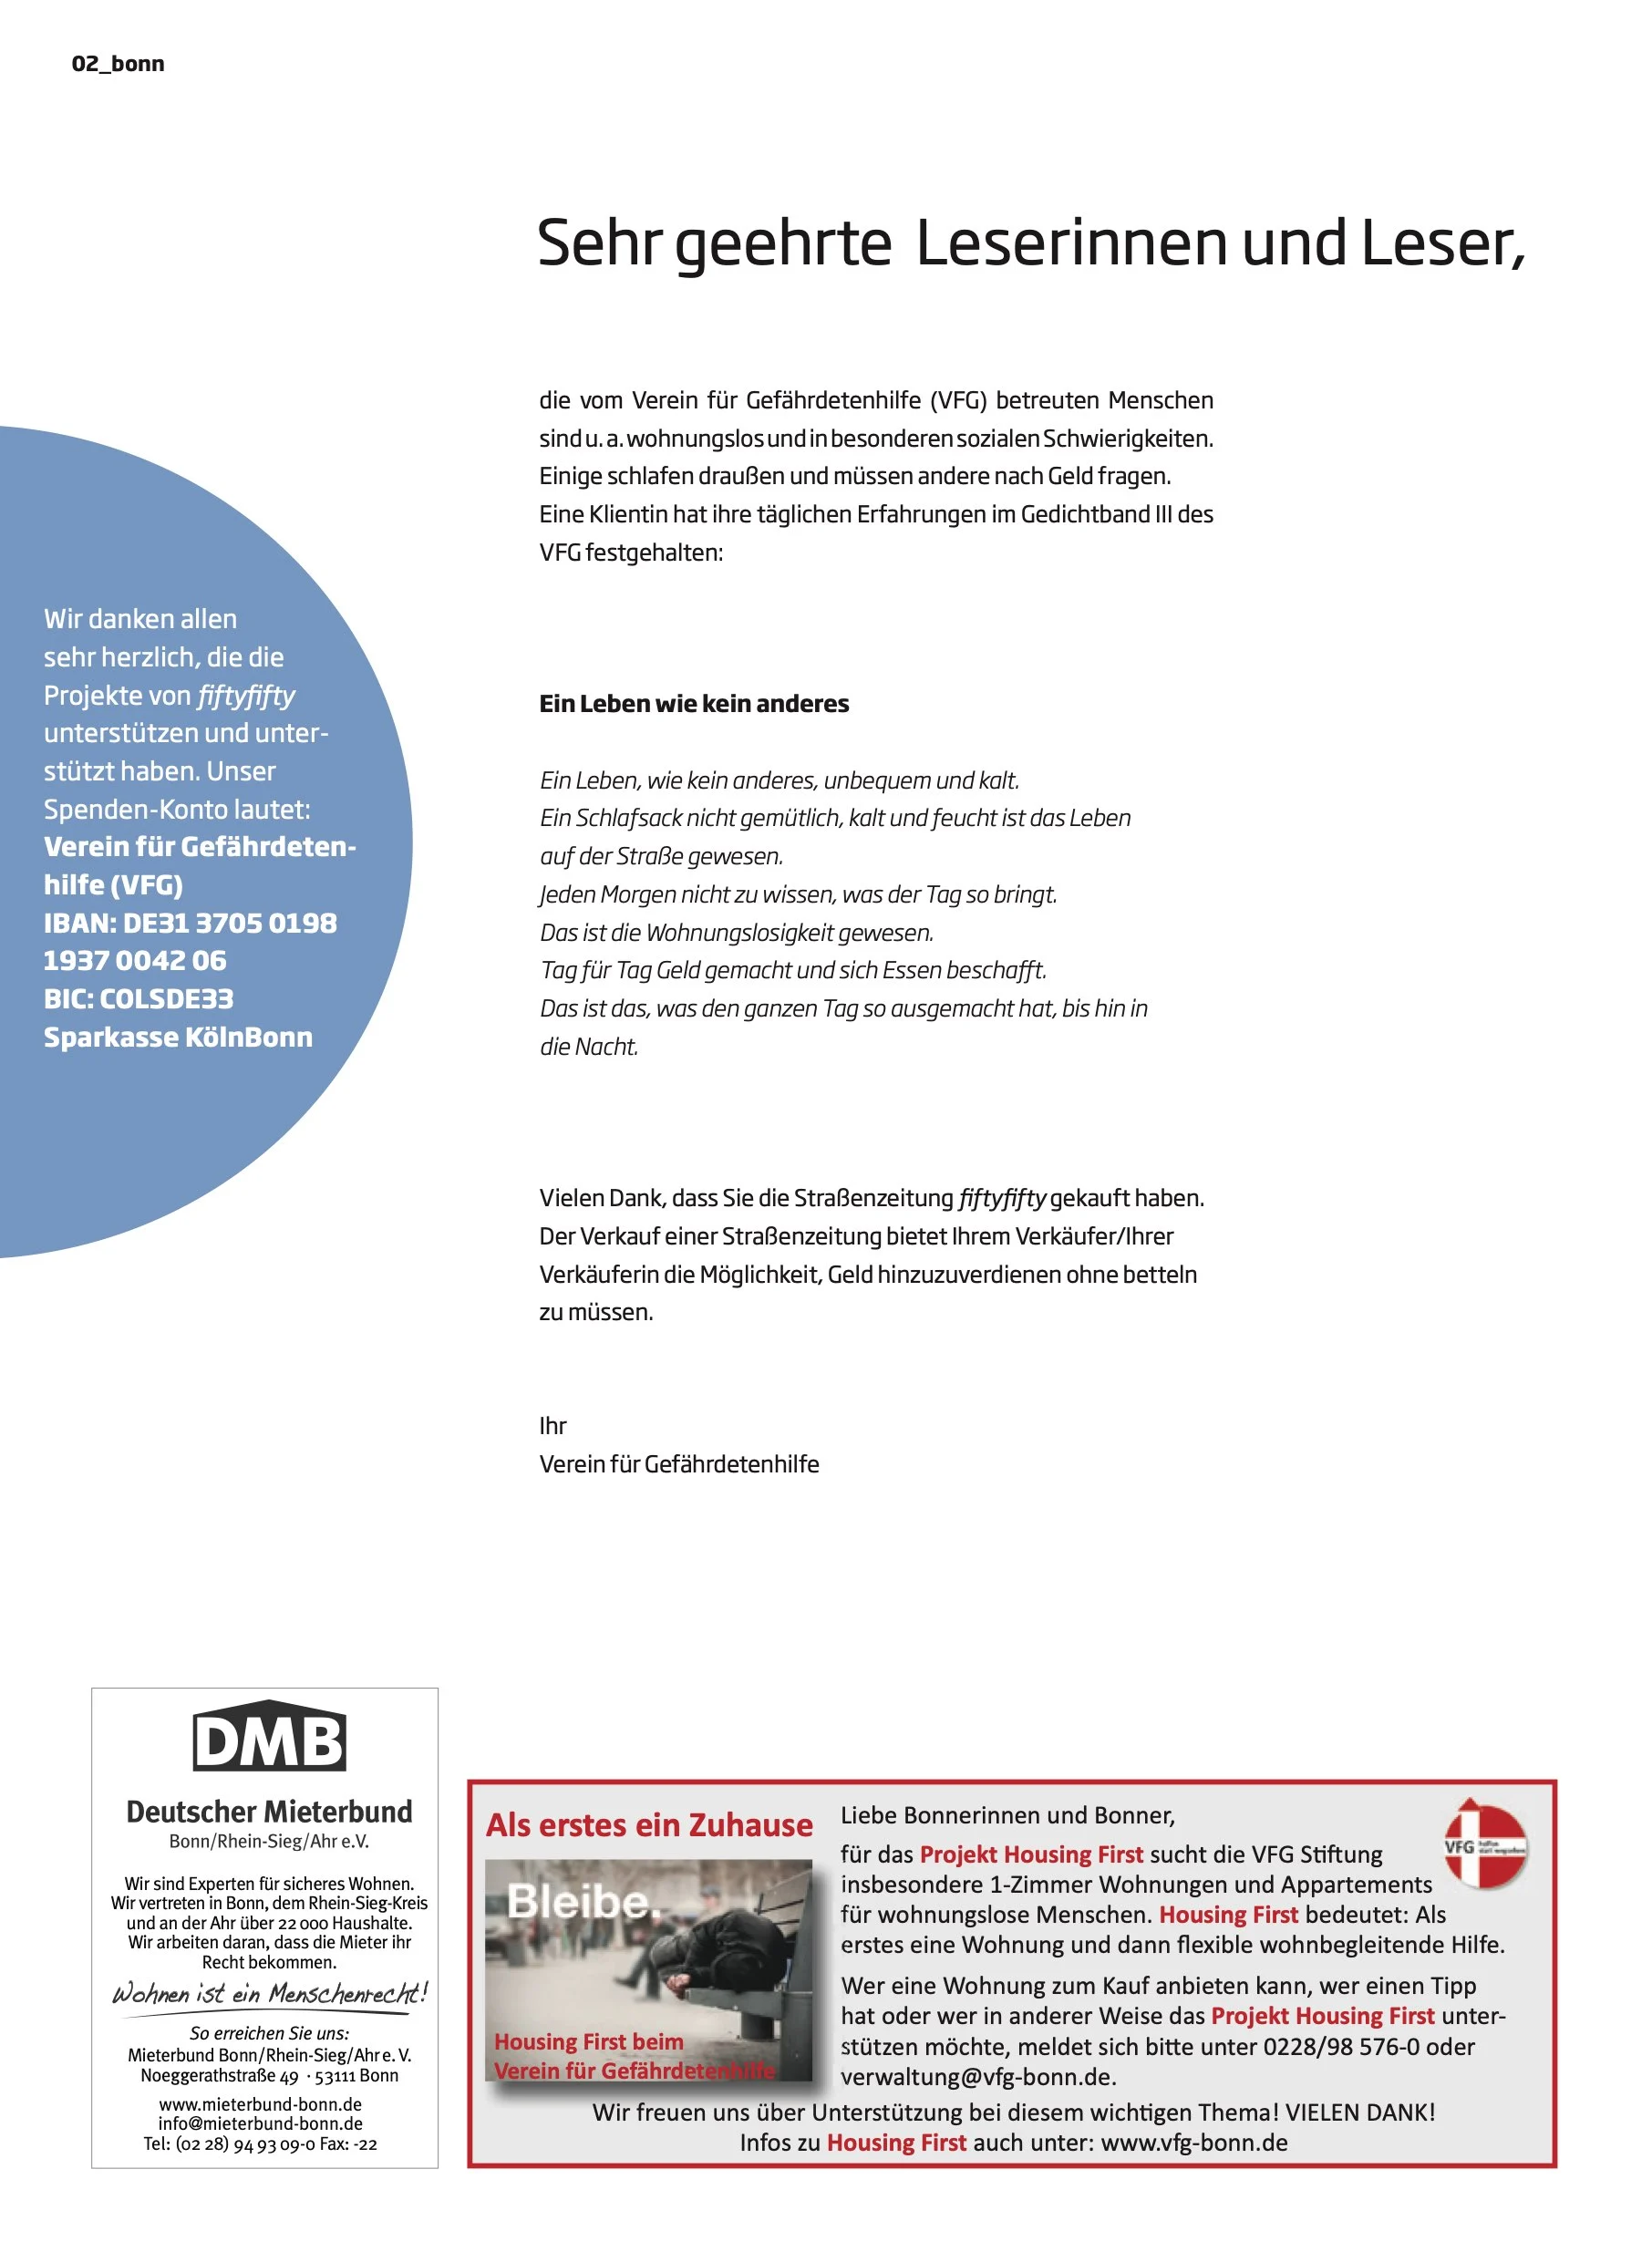 02_bonn
Sehr geehrte Leserinnen und Leser,
die vom Verein für Gefährdetenhilfe (VFG) betreuten Menschen
sind u. a. wohnungslos und in besonderen sozialen Schwierigkeiten.
Einige schlafen draußen und müssen andere nach Geld fragen.
Eine Klientin hat ihre täglichen Erfahrungen im Gedichtband III des
VFG festgehalten:
Wir danken allen
sehr herzlich, die die
Projekte von fiftyfifty
unterstützen und unter-
stützt haben. Unser
Spenden-Konto lautet:
Verein für Gefährdeten-
hilfe (VFG)
IBAN: DE31 3705 0198
1937 0042 06
BIC: COLSDE33
Sparkasse KölnBonn
Ein Leben wie kein anderes
Ein Leben, wie kein anderes, unbequem und kalt.
Ein Schlafsack nicht gemütlich, kalt und feucht ist das Leben
auf der Straße gewesen.
Jeden Morgen nicht zu wissen, was der Tag so bringt.
Das ist die Wohnungslosigkeit gewesen.
Tag für Tag Geld gemacht und sich Essen beschafft.
Das ist das, was den ganzen Tag so ausgemacht hat, bis hin in
die Nacht.
Vielen Dank, dass Sie die Straßenzeitung fiftyfifty gekauft haben.
Der Verkauf einer Straßenzeitung bietet Ihrem Verkäufer/Ihrer
Verkäuferin die Möglichkeit, Geld hinzuzuverdienen ohne betteln
zu müssen.
Ihr
Verein für Gefährdetenhilfe
DMB
Deutscher Mieterbund
Bonn/Rhein-Sieg/Ahr e.V.
Wir sind Experten für sicheres Wohnen.
Wir vertreten in Bonn, dem Rhein-Sieg-Kreis
und an der Ahr über 22 000 Haushalte.
Wir arbeiten daran, dass die Mieter ihr
Recht bekommen.
Wohnen ist ein Menschenrecht!
So erreichen Sie uns:
Mieterbund Bonn/Rhein-Sieg/Ahr e. V.
Noeggerathstraße 49 · 53111 Bonn
www.mieterbund-bonn.de
info@mieterbund-bonn.de
Tel: (02 28) 94 93 09-0 Fax: -22
Als erstes ein Zuhause
Bleibe.
Housing First beim
Verein für Gefährdetenhilfe
Liebe Bonnerinnen und Bonner,
für das Projekt Housing First sucht die VFG Stiftung
insbesondere 1-Zimmer Wohnungen und Appartements
für wohnungslose Menschen. Housing First bedeutet: Als
erstes eine Wohnung und dann flexible wohnbegleitende Hilfe.
Wer eine Wohnung zum Kauf anbieten kann, wer einen Tipp
hat oder wer in anderer Weise das Projekt Housing First unter-
stützen möchte, meldet sich bitte unter 0228/98 576-0 oder
verwaltung@vfg-bonn.de.
Wir freuen uns über Unterstützung bei diesem wichtigen Thema! VIELEN DANK!
Infos zu Housing First auch unter: www.vfg-bonn.de
VFG